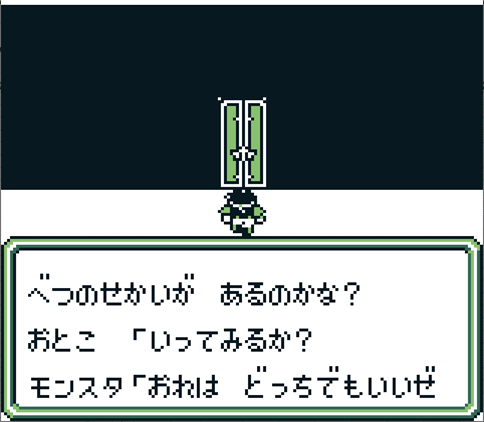 べつのせかいが あるのかな？
おとこ 「いってみるか？
モンスタ「おれは どっちでもいいぜ